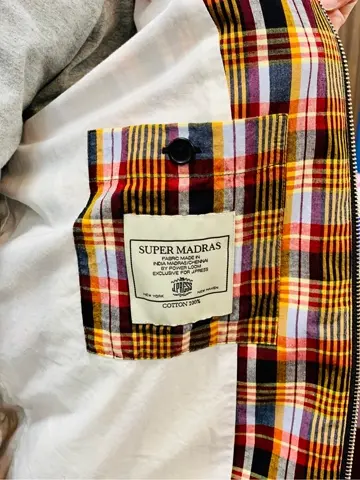 SUPER MADRAS
FABRIC MADE IN
INDIA MADRAS/CHENNAI
BY POWER LOOM
EXCLUSIVE FOR J.PRESS
J.PRESS
NEW YORK NEW HAVEN
COTTON 100%